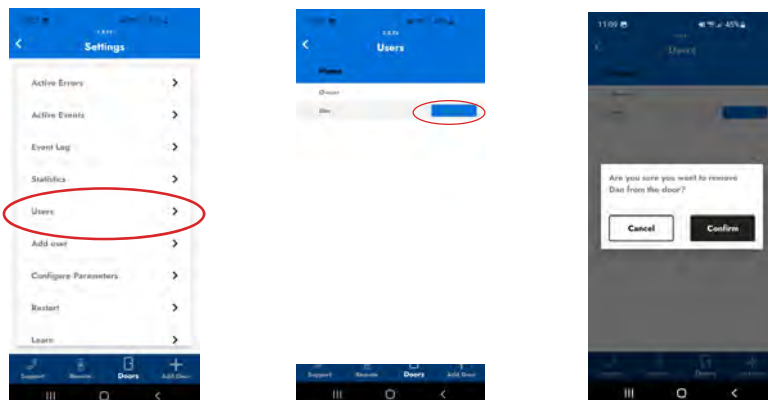 Settings
Active Errors
Active Events
Event Log
Statistics
Users
Add user
Configure Parameters
Restart
Learn
Support Remote Doors Add Door
Users
Name
Owner
Dan
Support Remote Doors Add Door
11:09 45%
Doors
Are you sure you want to remove
Dan from the door?
Cancel Confirm